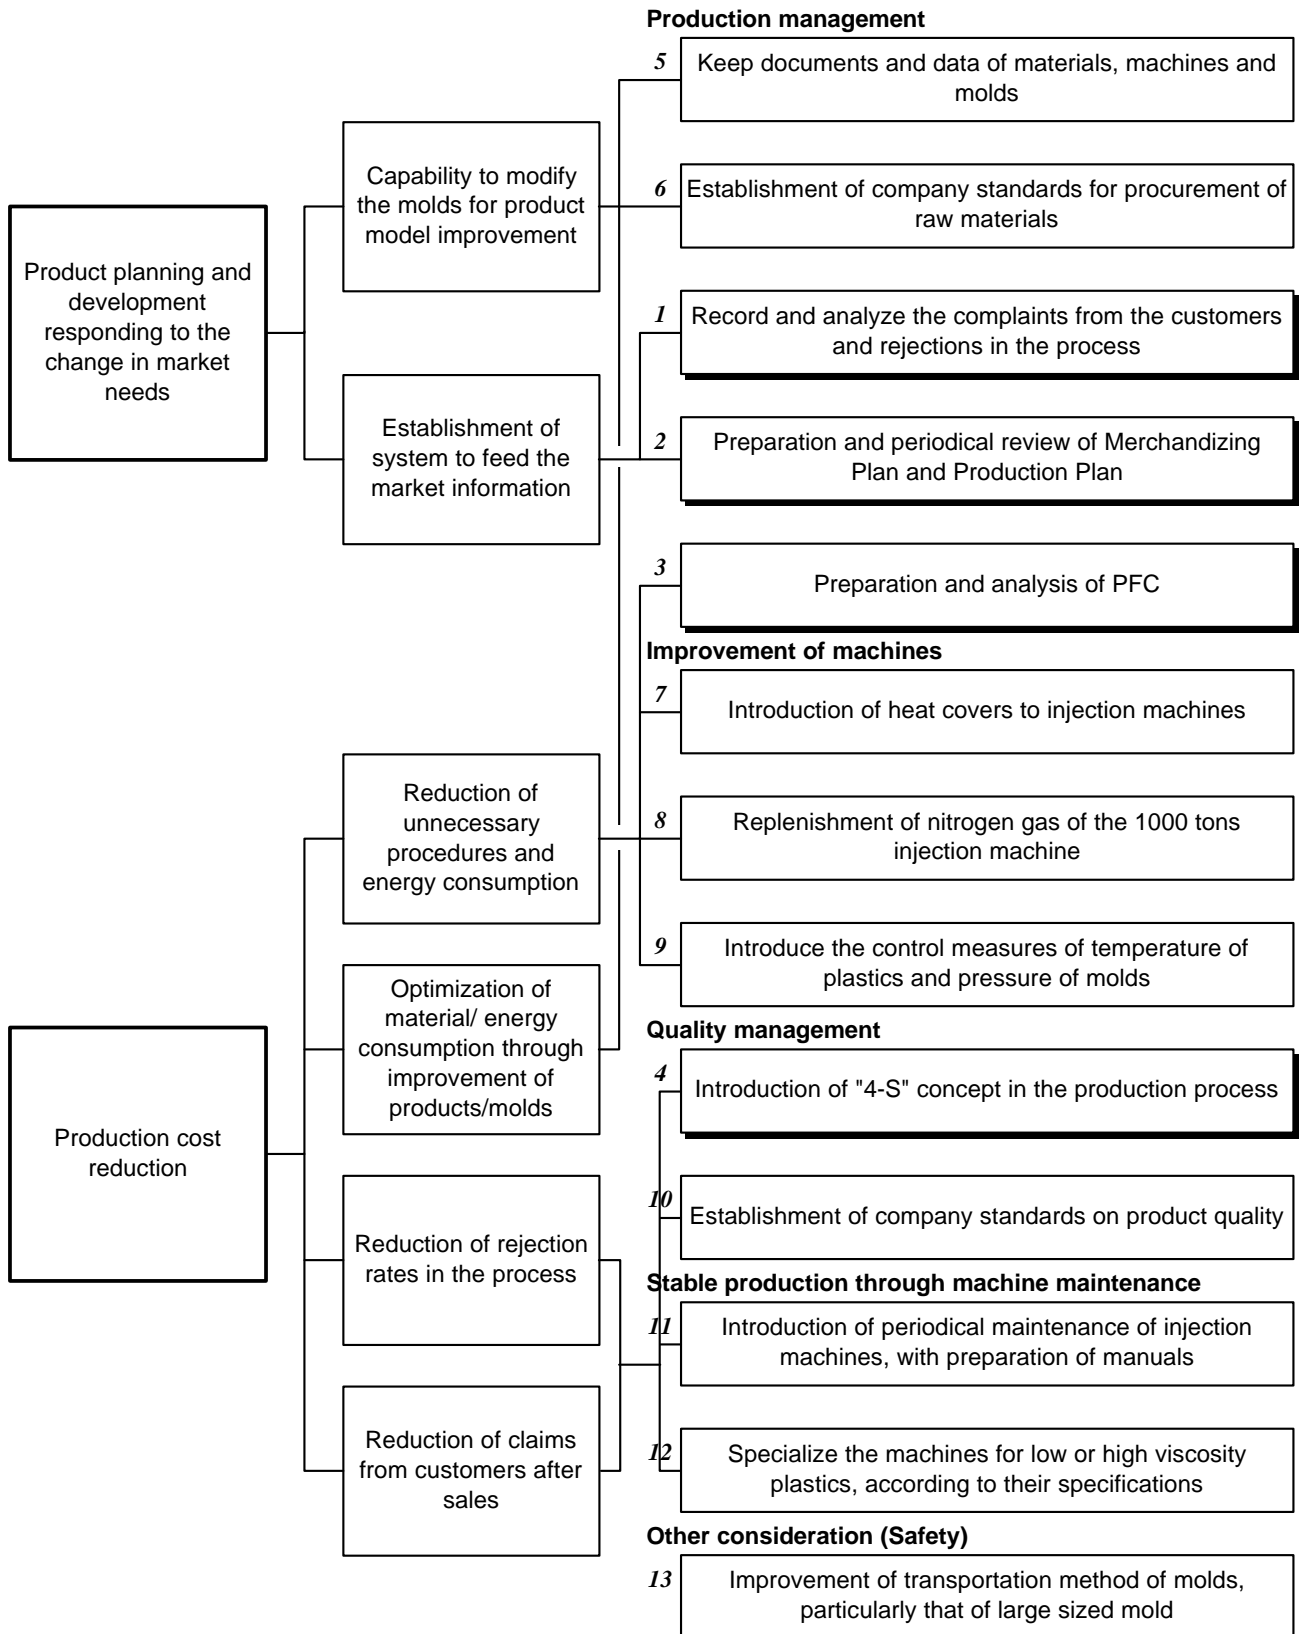 Product planning and
development
responding to the
change in market
needs
Production cost
reduction
Capability to modify
the molds for product
model improvement
Establishment of
system to feed the
market information
Reduction of
unnecessary
procedures and
energy consumption
Optimization of
material/ energy
consumption through
improvement of
products/molds
Reduction of rejection
rates in the process
Reduction of claims
from customers after
sales
Production management
5
Keep documents and data of materials, machines and
molds
6
Establishment of company standards for procurement of
raw materials
1
Record and analyze the complaints from the customers
and rejections in the process
2
Preparation and periodical review of Merchandizing
Plan and Production Plan
3
Preparation and analysis of PFC
Improvement of machines
7
Introduction of heat covers to injection machines
8
Replenishment of nitrogen gas of the 1000 tons
injection machine
9
Introduce the control measures of temperature of
plastics and pressure of molds
Quality management
4
Introduction of "4-S" concept in the production process
10
Establishment of company standards on product quality
Stable production through machine maintenance
11
Introduction of periodical maintenance of injection
machines, with preparation of manuals
12
Specialize the machines for low or high viscosity
plastics, according to their specifications
Other consideration (Safety)
13
Improvement of transportation method of molds,
particularly that of large sized mold